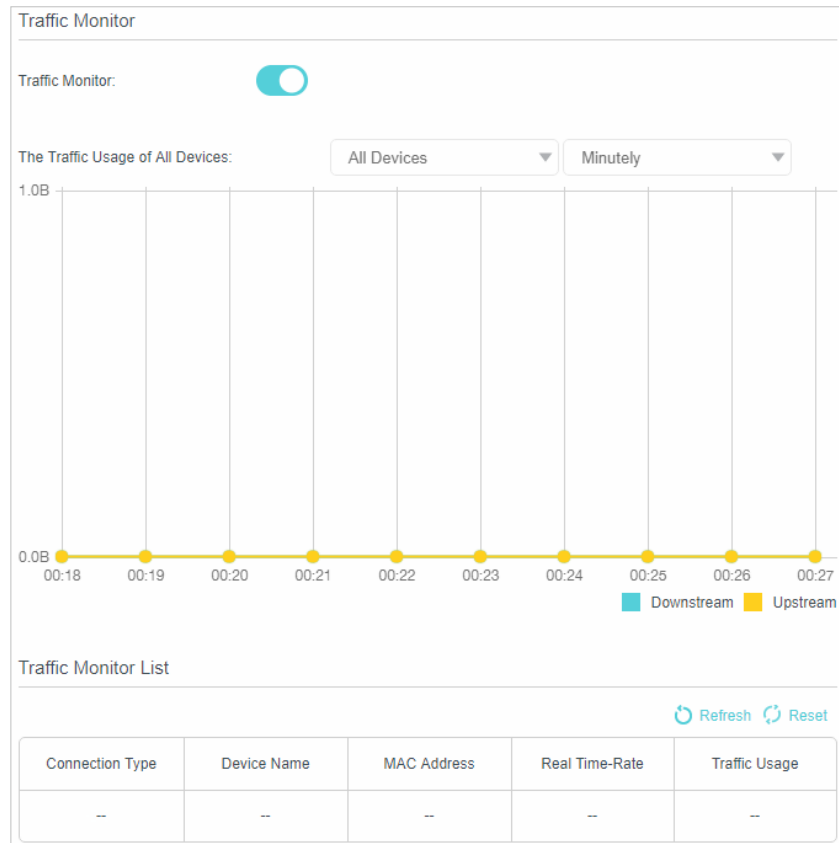 Traffic Monitor
Traffic Monitor:
The Traffic Usage of All Devices: All Devices Minutely
1.0B
0.0B
00:18 00:19 00:20 00:21 00:22 00:23 00:24 00:25 00:26 00:27
Downstream Upstream
Traffic Monitor List
Refresh Reset
Connection Type Device Name MAC Address Real Time-Rate Traffic Usage
-- -- -- -- --